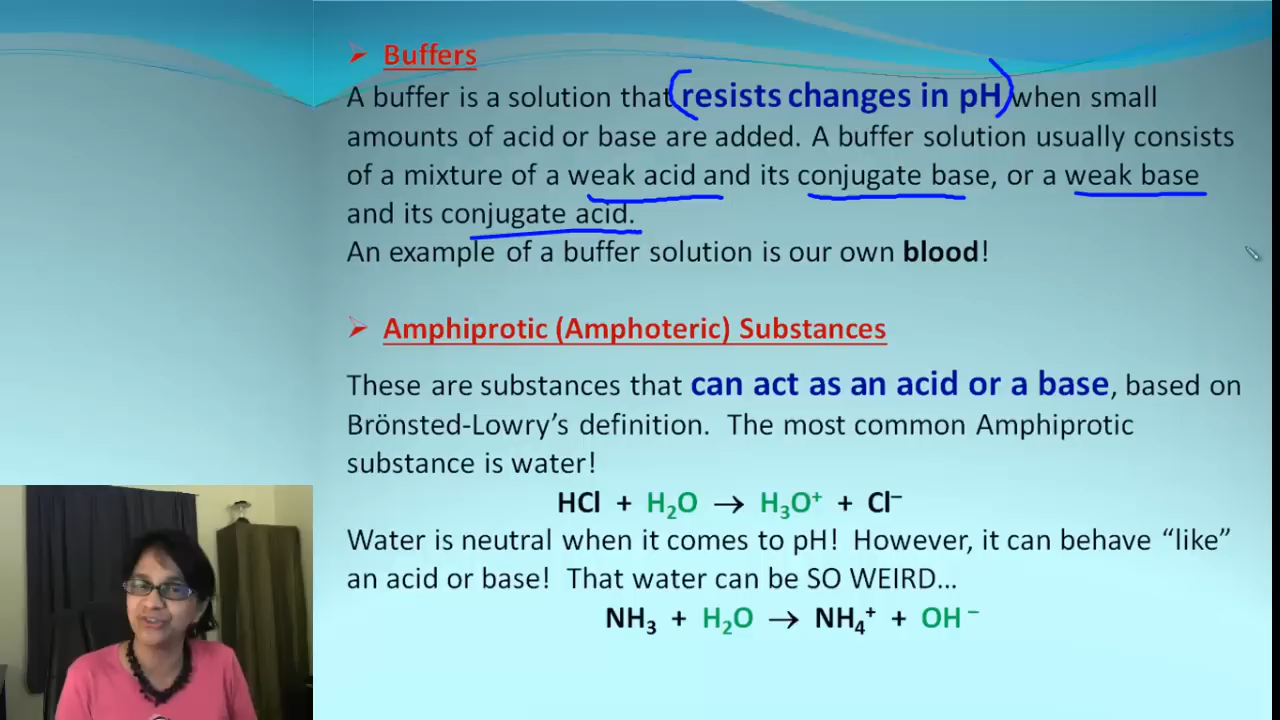 ➢ Buffers
A buffer is a solution that resists changes in pH when small
amounts of acid or base are added. A buffer solution usually consists
of a mixture of a weak acid and its conjugate base, or a weak base
and its conjugate acid.
An example of a buffer solution is our own blood!
➢ Amphiprotic (Amphoteric) Substances
These are substances that can act as an acid or a base, based on
Brönsted-Lowry's definition. The most common Amphiprotic
substance is water!
HCl + H₂O → H₃O⁺ + Cl⁻
Water is neutral when it comes to pH! However, it can behave "like"
an acid or base! That water can be SO WEIRD...
NH₃ + H₂O → NH₄⁺ + OH⁻